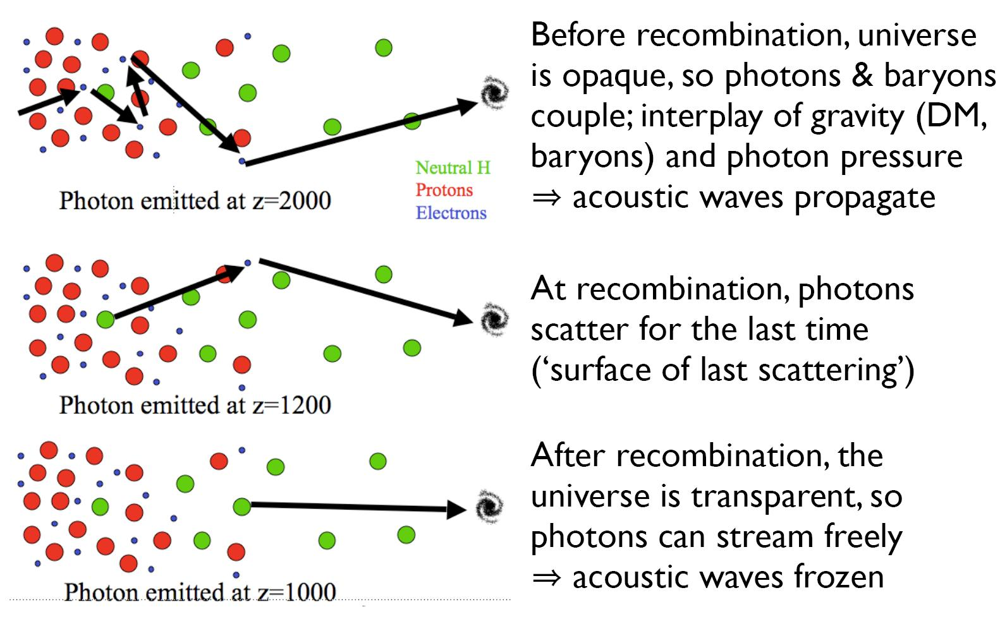 Before recombination, universe
is opaque, so photons & baryons
couple; interplay of gravity (DM,
baryons) and photon pressure
⇒ acoustic waves propagate
Neutral H
Protons
Electrons
Photon emitted at z=2000
At recombination, photons
scatter for the last time
(‘surface of last scattering’)
Photon emitted at z=1200
After recombination, the
universe is transparent, so
photons can stream freely
⇒ acoustic waves frozen
Photon emitted at z=1000